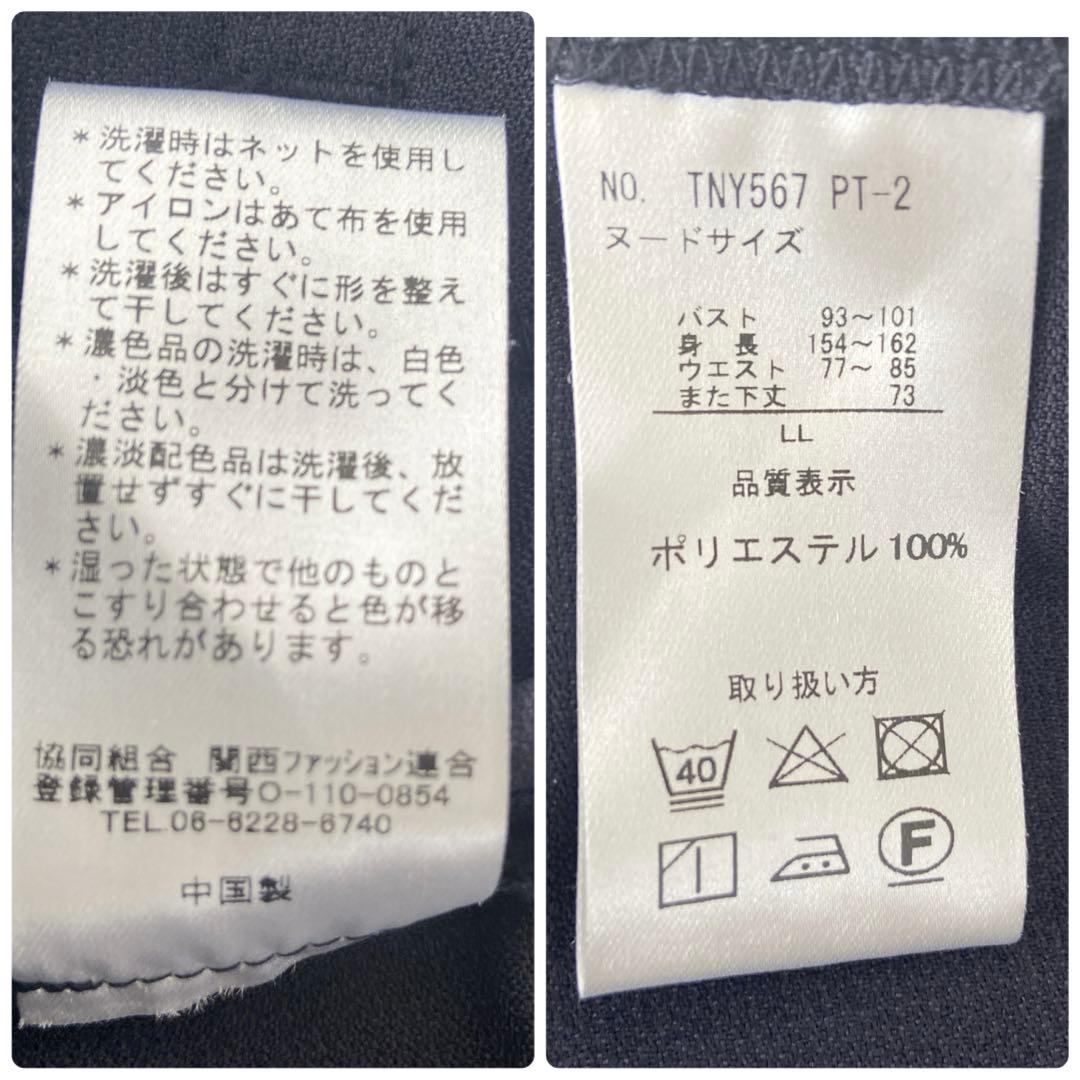 *洗濯時はネットを使用し
てください。
*アイロンはあて布を使用
してください。
*洗濯後はすぐに形を整え
て干してください。
*濃色品の洗濯時は、白色
・淡色と分けて洗ってく
ださい。
*濃淡配色品は洗濯後、放
置せずすぐに干してくだ
さい。
*湿った状態で他のものと
こすり合わせると色が移
る恐れがあります。
協同組合 関西ファッション連合
登録管理番号O-110-0854
TEL.06-6228-6740
中国製
NO. TNY567 PT-2
ヌードサイズ
バスト 93～101
身長 154～162
ウエスト 77～85
また下丈 73
LL
品質表示
ポリエステル100%
取り扱い方
40
F